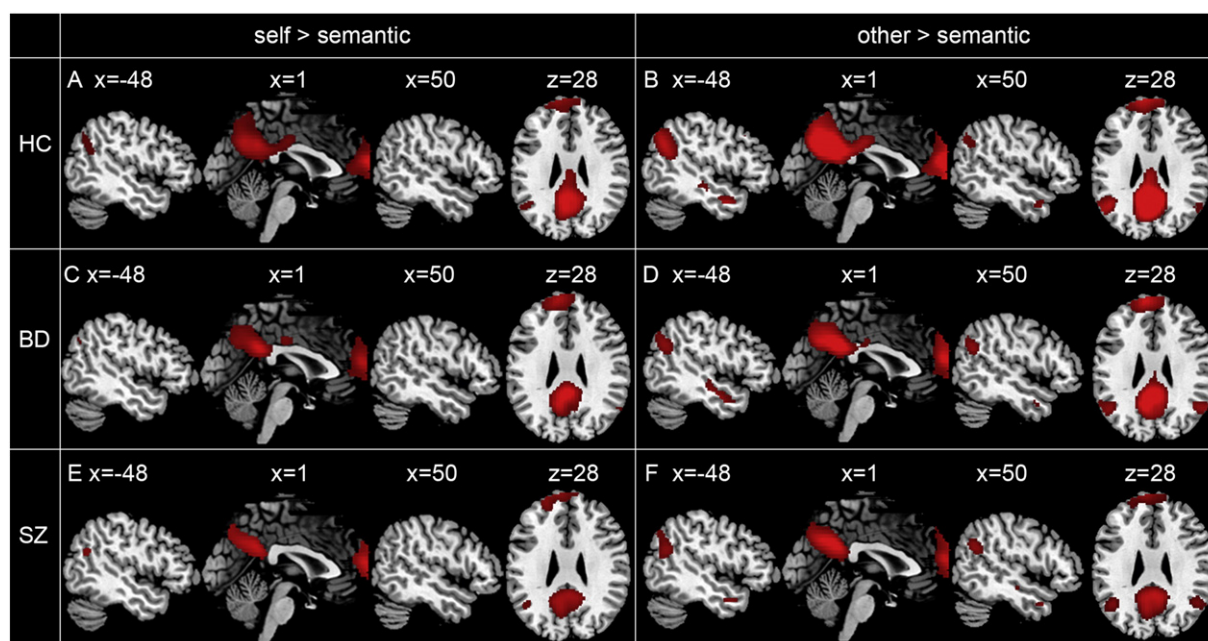 self > semantic other > semantic
A x=-48 x=1 x=50 z=28 B x=-48 x=1 x=50 z=28
HC
C x=-48 x=1 x=50 z=28 D x=-48 x=1 x=50 z=28
BD
E x=-48 x=1 x=50 z=28 F x=-48 x=1 x=50 z=28
SZ